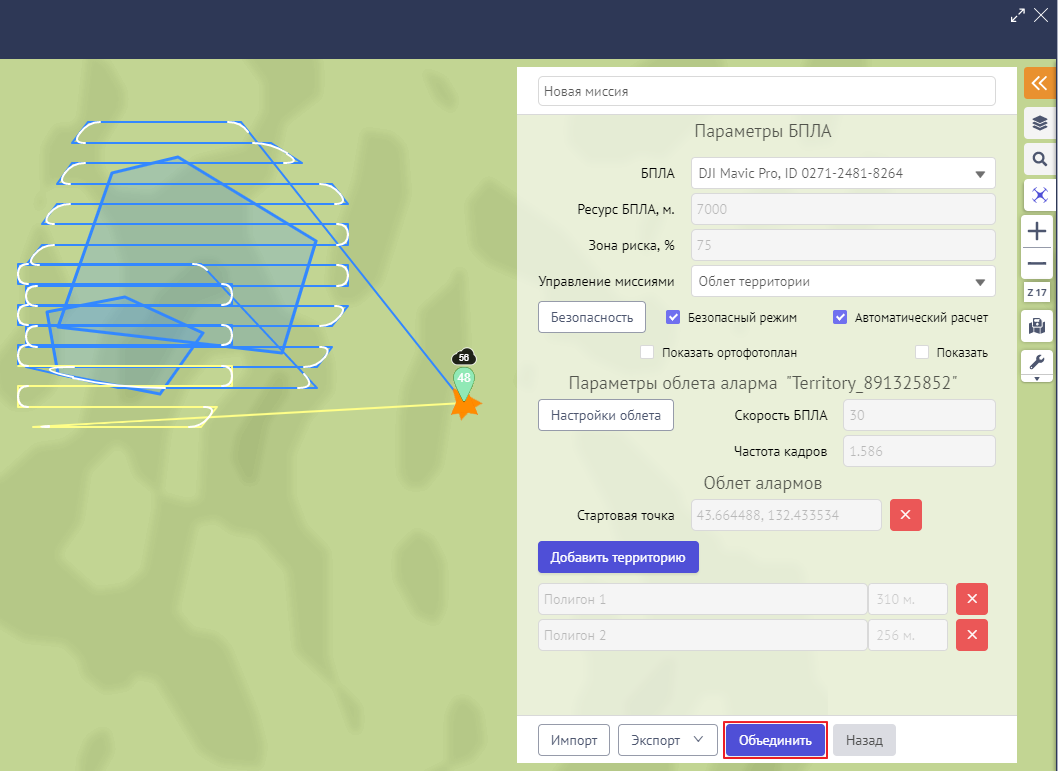 Новая миссия
Параметры БПЛА
БПЛА DJI Mavic Pro, ID 0271-2481-8264
Ресурс БПЛА, м. 7000
Зона риска, % 75
Управление миссиями Облет территории
Безопасность Безопасный режим Автоматический расчет
Показать ортофотоплан Показать
Параметры облета аларма "Territory_891325852"
Настройки облета Скорость БПЛА 30
Частота кадров 1.586
Облет алармов
Стартовая точка 43.664488, 132.433534
Добавить территорию
Полигон 1 310 м.
Полигон 2 256 м.
Импорт Экспорт Объединить Назад
56
48
Z 17